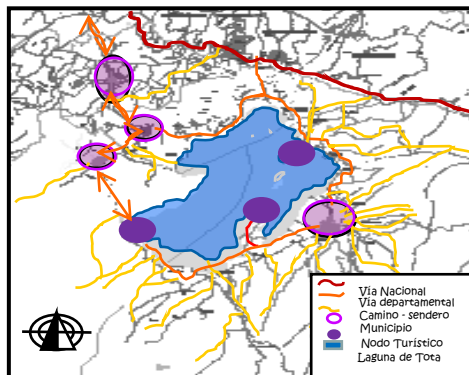 Vía Nacional
Vía departamental
Camino - sendero
Municipio
Nodo Turístico
Laguna de Tota